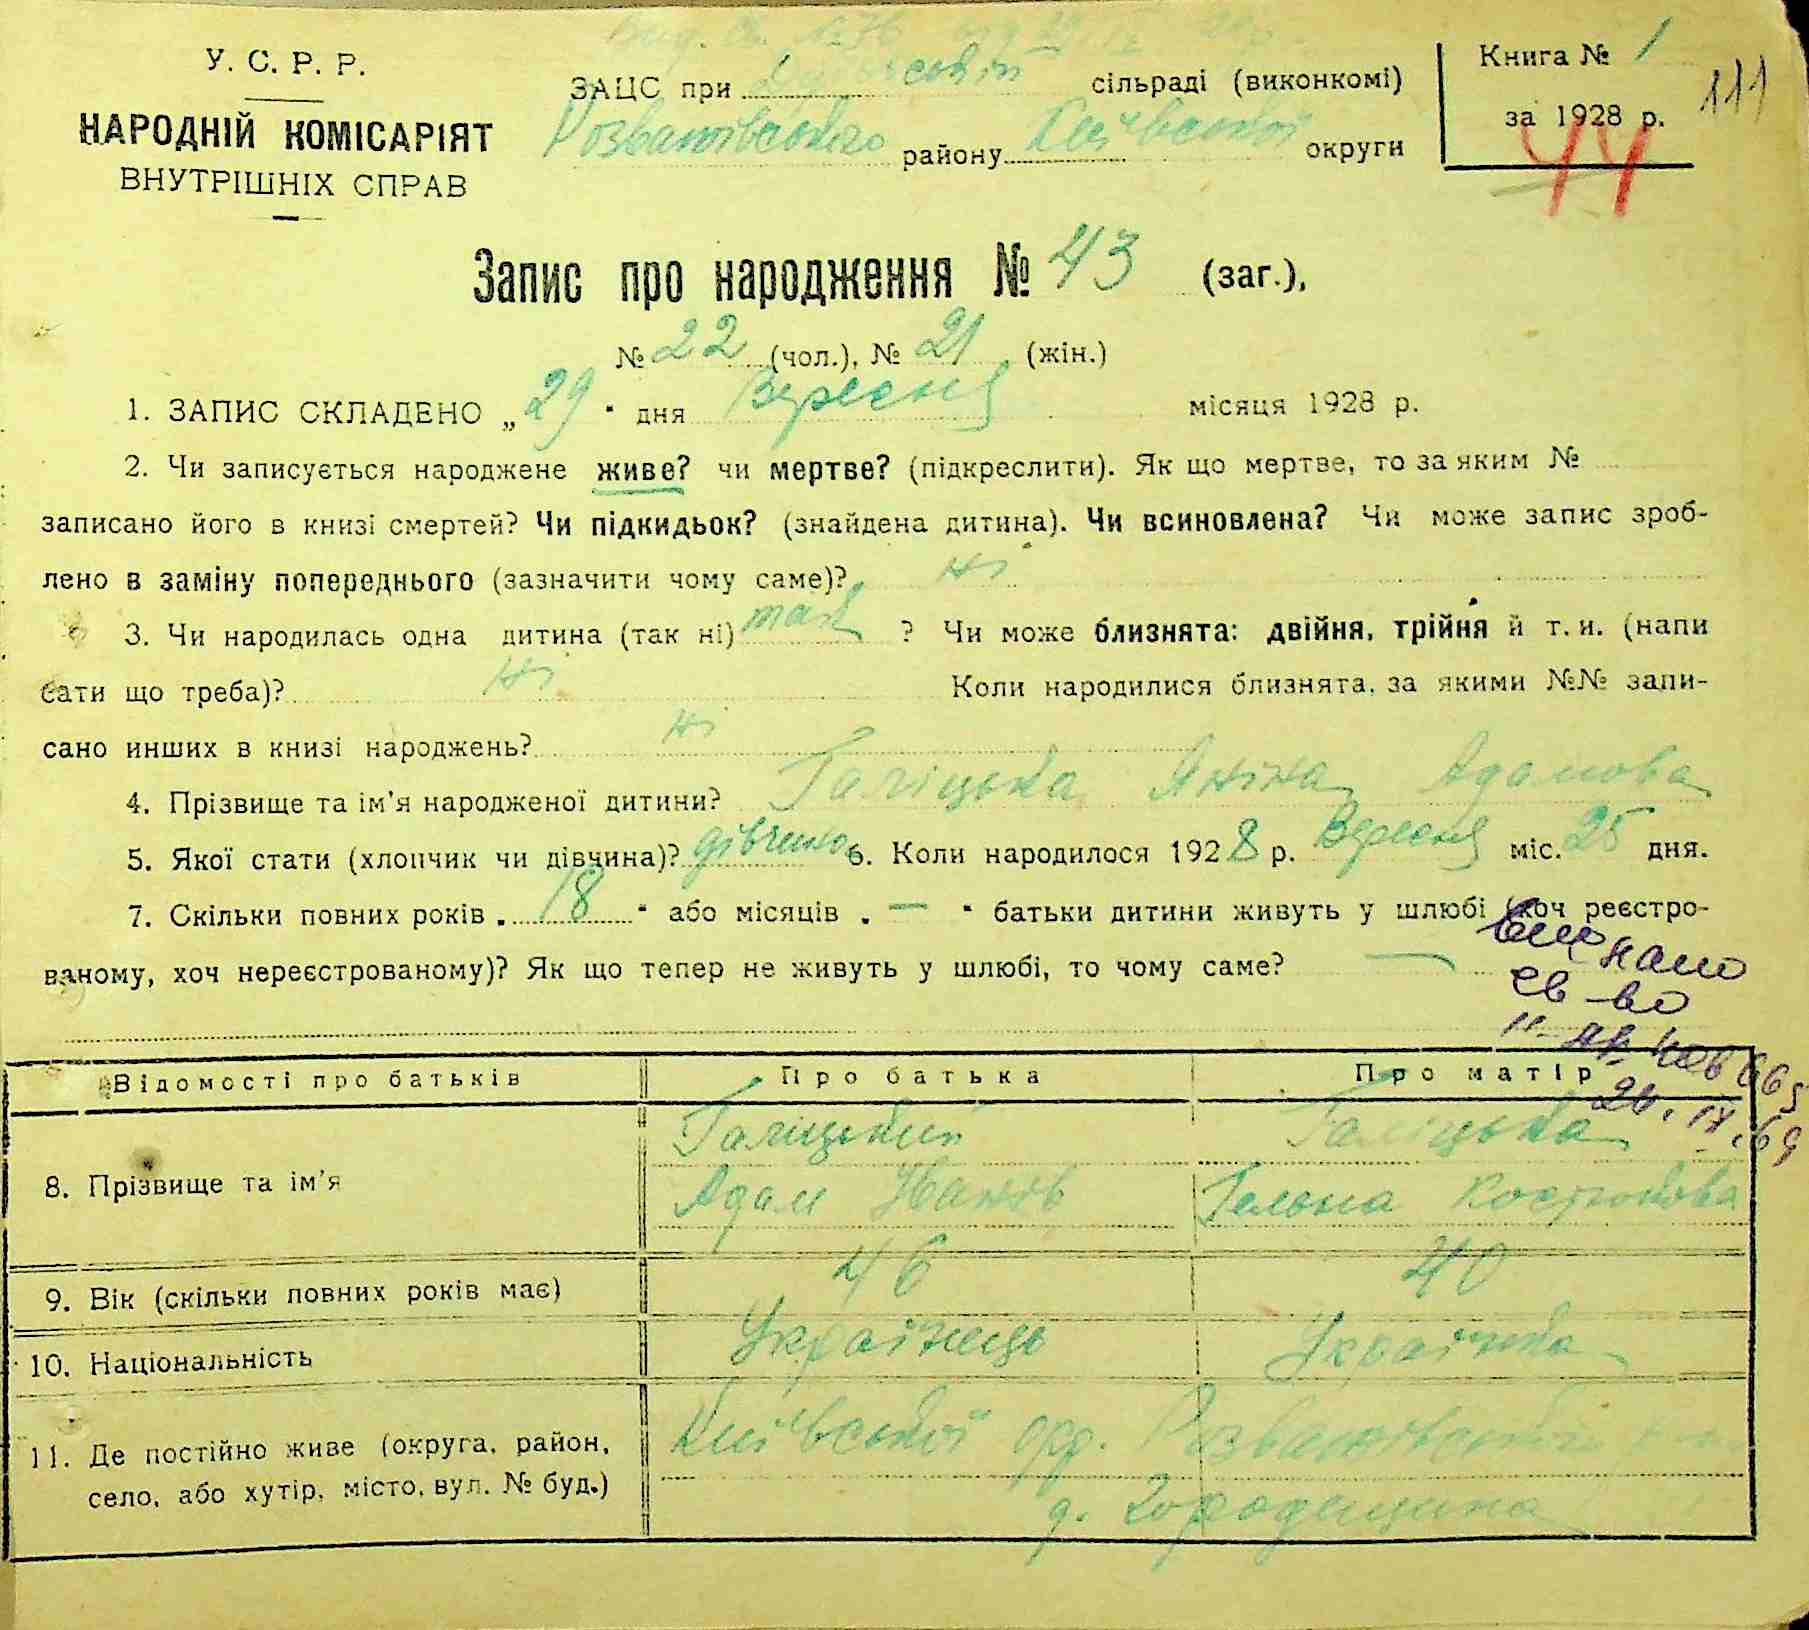 У. С. Р. Р.
НАРОДНІЙ КОМІСАРІЯТ
ВНУТРІШНІХ СПРАВ
ЗАЦС при сільраді (виконкомі)
Розважівського району Київської округи
Книга № 1
за 1928 р.
111
44
Запис про народження № 43 (заг.),
№ 22 (чол.), № 21 (жін.)
1. ЗАПИС СКЛАДЕНО „29" дня Вересня місяця 1928 р.
2. Чи записується народжене живе? чи мертве? (підкреслити). Як що мертве, то за яким №
записано його в книзі смертей? Чи підкидьок? (знайдена дитина). Чи всиновлена? Чи може запис зроб-
лено в заміну попереднього (зазначити чому саме)? Ні
3. Чи народилась одна дитина (так ні) так ? Чи може близнята: двійня, трійня й т. и. (напи
сати що треба)? Ні Коли народилися близнята, за якими №№ запи-
сано инших в книзі народжень? Ні
4. Прізвище та ім'я народженої дитини? Галіцька Яніна Адамова
5. Якої стати (хлопчик чи дівчина)? дівчина 6. Коли народилося 1928 р. Вересня міс. 25 дня.
7. Скільки повних років „18" або місяців „—" батьки дитини живуть у шлюбі (хоч реєстро-
ваному, хоч нереєстрованому)? Як що тепер не живуть у шлюбі, то чому саме? —
св-во
Відомості про батьків Про батька Про матір
8. Прізвище та ім'я Галіцький Галіцька
Адам Іванов Гельна
9. Вік (скільки повних років має) 46 40
10. Національність Українець Українка
11. Де постійно живе (округа, район,
село, або хутір, місто, вул. № буд.)
Київської окр. Розважівського